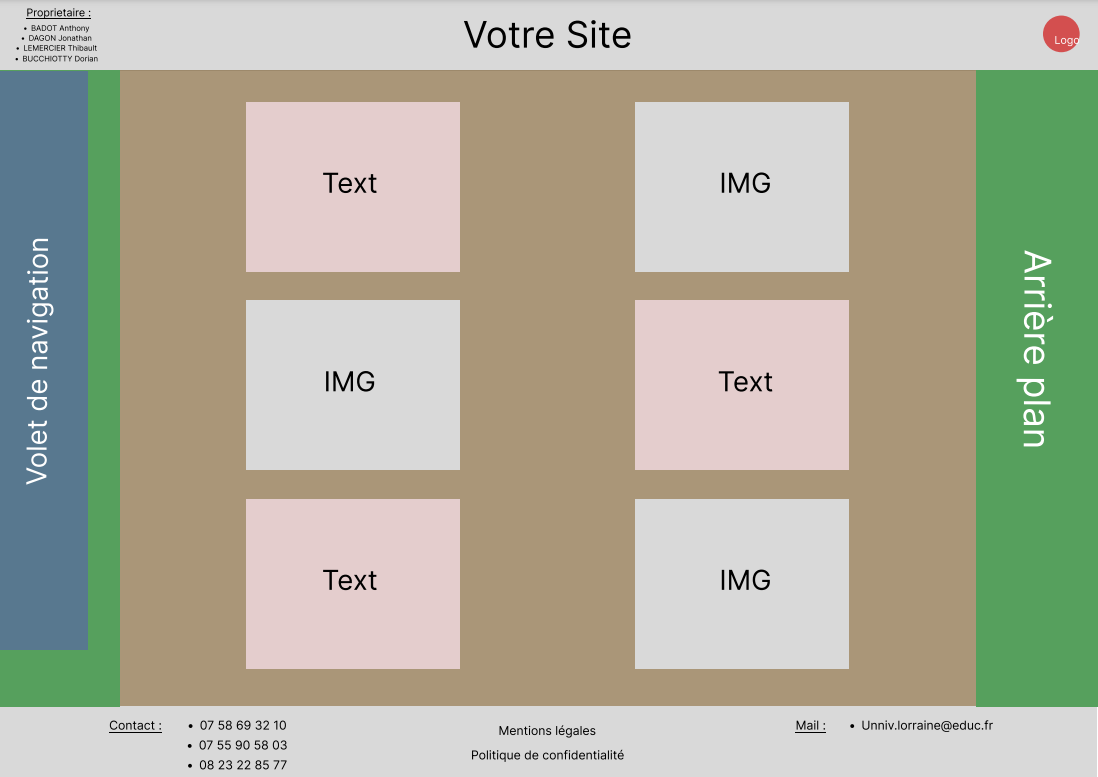 Proprietaire :
• BADOT Anthony
• DAGON Jonathan
• LEMERCIER Thibault
• BUCCHIOTTY Dorian
Votre Site
Logo
Volet de navigation
Text
IMG
IMG
Text
Text
IMG
Arrière plan
Contact :
• 07 58 69 32 10
• 07 55 90 58 03
• 08 23 22 85 77
Mentions légales
Politique de confidentialité
Mail :
• Unniv.lorraine@educ.fr